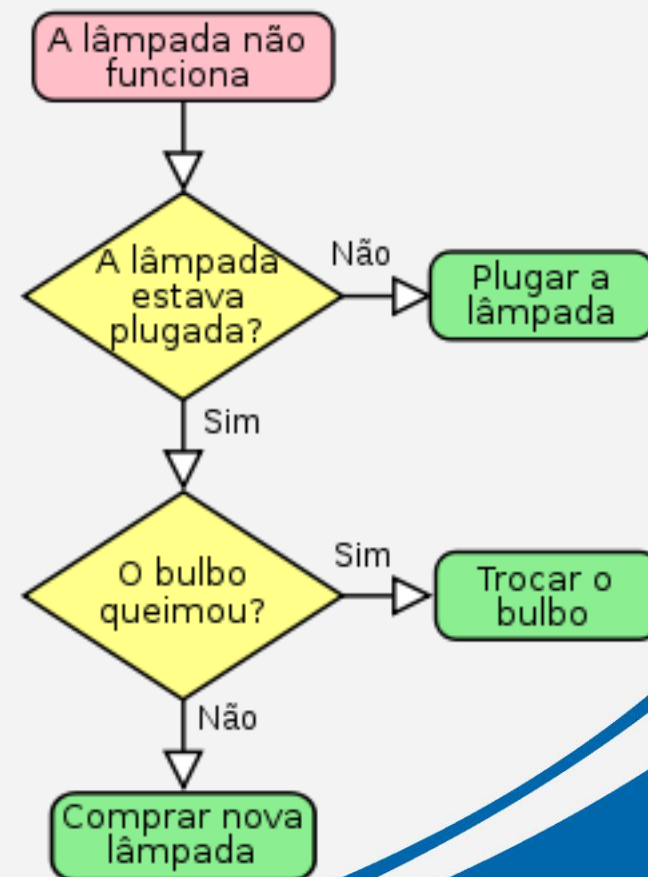 A lâmpada não
funciona
A lâmpada
estava
plugada?
Não
Plugar a
lâmpada
Sim
O bulbo
queimou?
Sim
Trocar o
bulbo
Não
Comprar nova
lâmpada